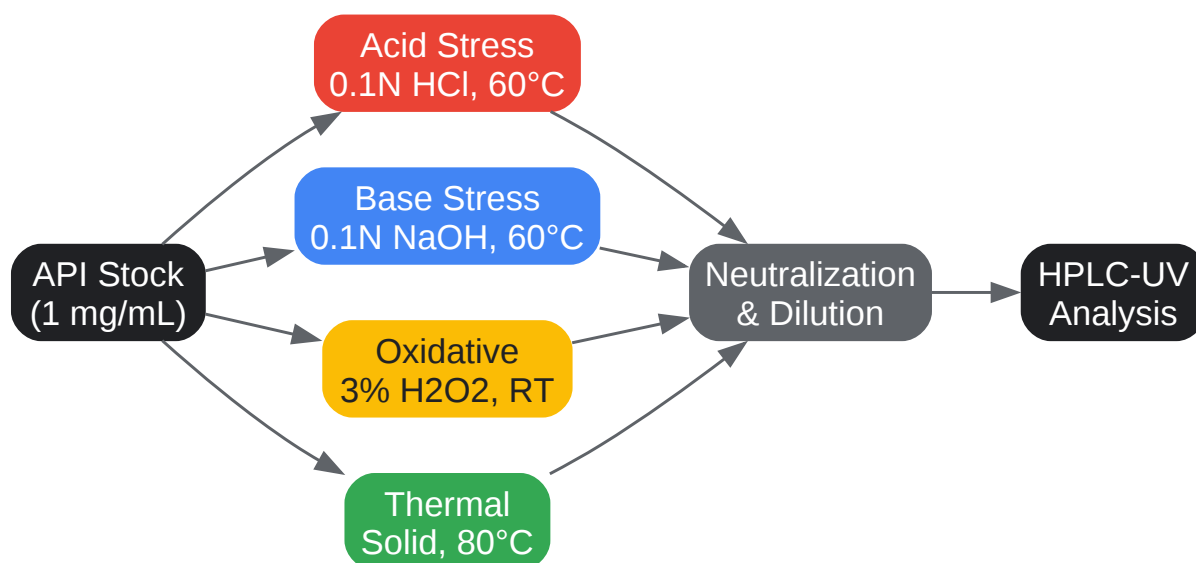 Acid Stress
0.1N HCl, 60°C
Base Stress
0.1N NaOH, 60°C
API Stock
(1 mg/mL)
Neutralization
& Dilution
HPLC-UV
Analysis
Oxidative
3% H2O2, RT
Thermal
Solid, 80°C